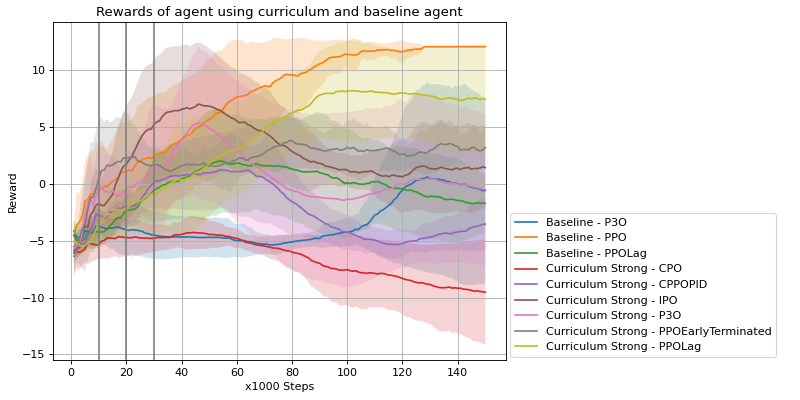 Rewards of agent using curriculum and baseline agent
Reward
10
5
0
−5
−10
−15
0 20 40 60 80 100 120 140
x1000 Steps
Baseline - P3O
Baseline - PPO
Baseline - PPOLag
Curriculum Strong - CPO
Curriculum Strong - CPPOPID
Curriculum Strong - IPO
Curriculum Strong - P3O
Curriculum Strong - PPOEarlyTerminated
Curriculum Strong - PPOLag